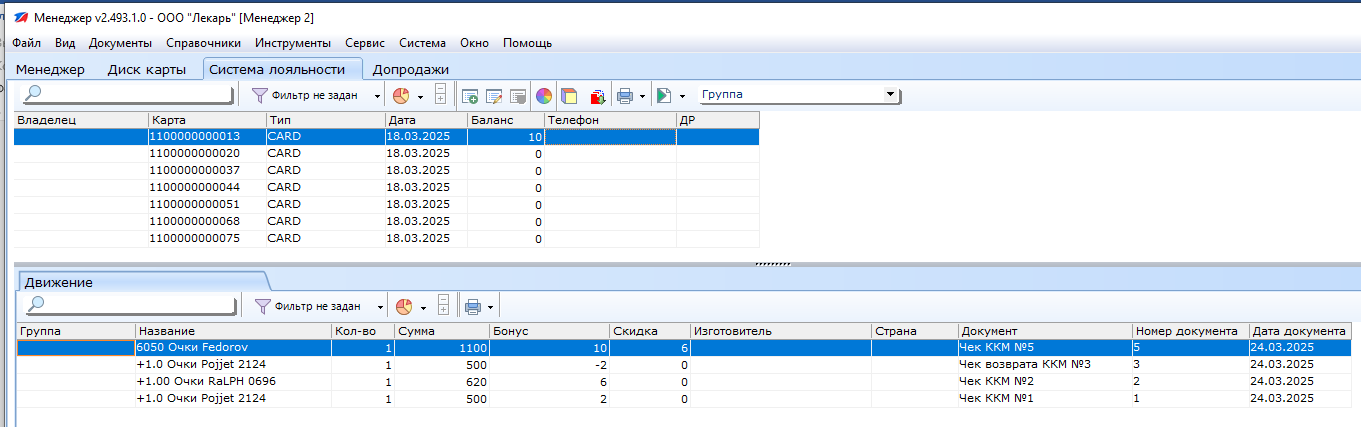 Менеджер v2.493.1.0 - ООО "Лекарь" [Менеджер 2]
Файл Вид Документы Справочники Инструменты Сервис Система Окно Помощь
Менеджер Диск карты Система лояльности Допродажи
Фильтр не задан Группа
Владелец Карта Тип Дата Баланс Телефон ДР
1100000000013 CARD 18.03.2025 10
1100000000020 CARD 18.03.2025 0
1100000000037 CARD 18.03.2025 0
1100000000044 CARD 18.03.2025 0
1100000000051 CARD 18.03.2025 0
1100000000068 CARD 18.03.2025 0
1100000000075 CARD 18.03.2025 0
Движение
Фильтр не задан
Группа Название Кол-во Сумма Бонус Скидка Изготовитель Страна Документ Номер документа Дата документа
6050 Очки Fedorov 1 1100 10 6 Чек ККМ №5 5 24.03.2025
+1.0 Очки Pojjet 2124 1 500 -2 0 Чек возврата ККМ №3 3 24.03.2025
+1.00 Очки RaLPH 0696 1 620 6 0 Чек ККМ №2 2 24.03.2025
+1.0 Очки Pojjet 2124 1 500 2 0 Чек ККМ №1 1 24.03.2025